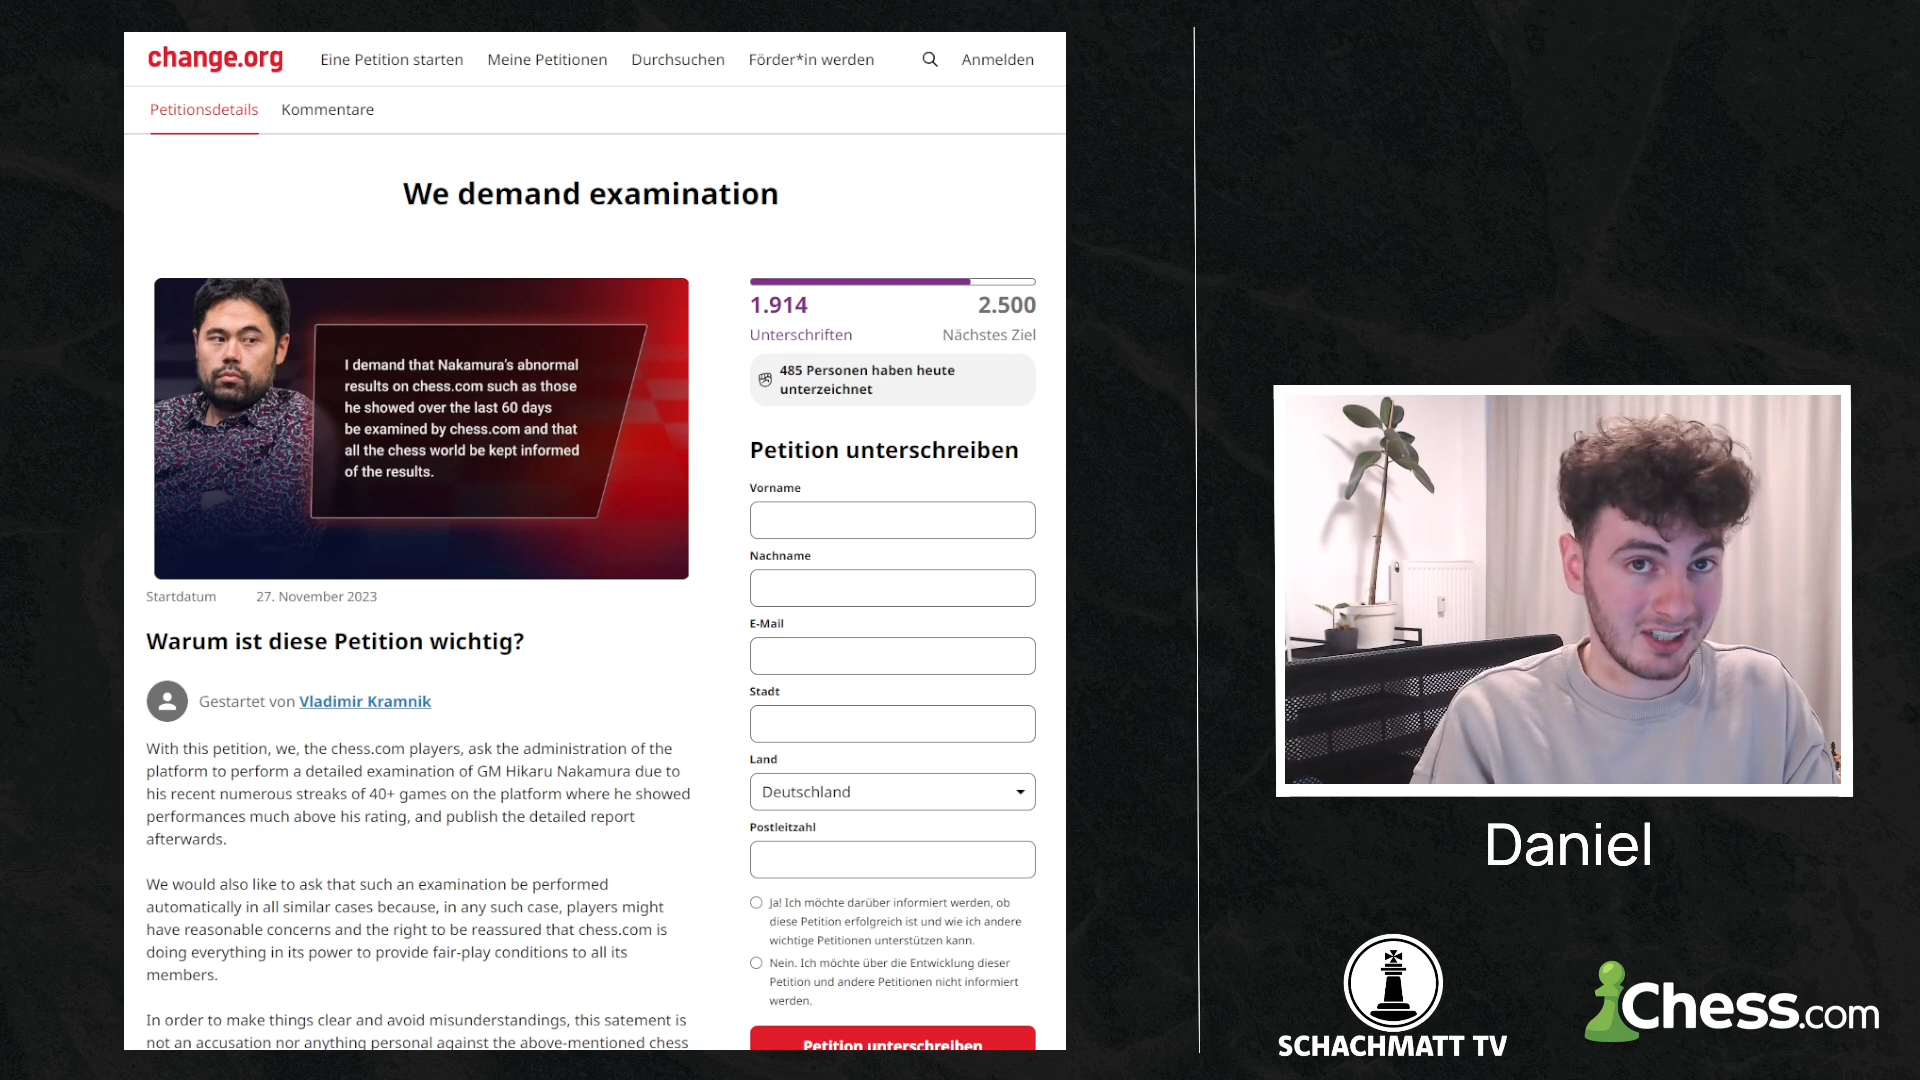 change.org Eine Petition starten Meine Petitionen Durchsuchen Förder*in werden Anmelden
Petitionsdetails Kommentare
We demand examination
I demand that Nakamura's abnormal
results on chess.com such as those
he showed over the last 60 days
be examined by chess.com and that
all the chess world be kept informed
of the results.
Startdatum 27. November 2023
Warum ist diese Petition wichtig?
Gestartet von Vladimir Kramnik
With this petition, we, the chess.com players, ask the administration of the
platform to perform a detailed examination of GM Hikaru Nakamura due to
his recent numerous streaks of 40+ games on the platform where he showed
performances much above his rating, and publish the detailed report
afterwards.
We would also like to ask that such an examination be performed
automatically in all similar cases because, in any such case, players might
have reasonable concerns and the right to be reassured that chess.com is
doing everything in its power to provide fair-play conditions to all its
members.
In order to make things clear and avoid misunderstandings, this satement is
not an accusation nor anything personal against the above-mentioned chess
1.914 2.500
Unterschriften Nächstes Ziel
485 Personen haben heute
unterzeichnet
Petition unterschreiben
Vorname
Nachname
E-Mail
Stadt
Land
Deutschland
Postleitzahl
Ja! Ich möchte darüber informiert werden, ob
diese Petition erfolgreich ist und wie ich andere
wichtige Petitionen unterstützen kann.
Nein. Ich möchte über die Entwicklung dieser
Petition und andere Petitionen nicht informiert
werden.
Petition unterschreiben
Daniel
SCHACHMATT TV
Chess.com